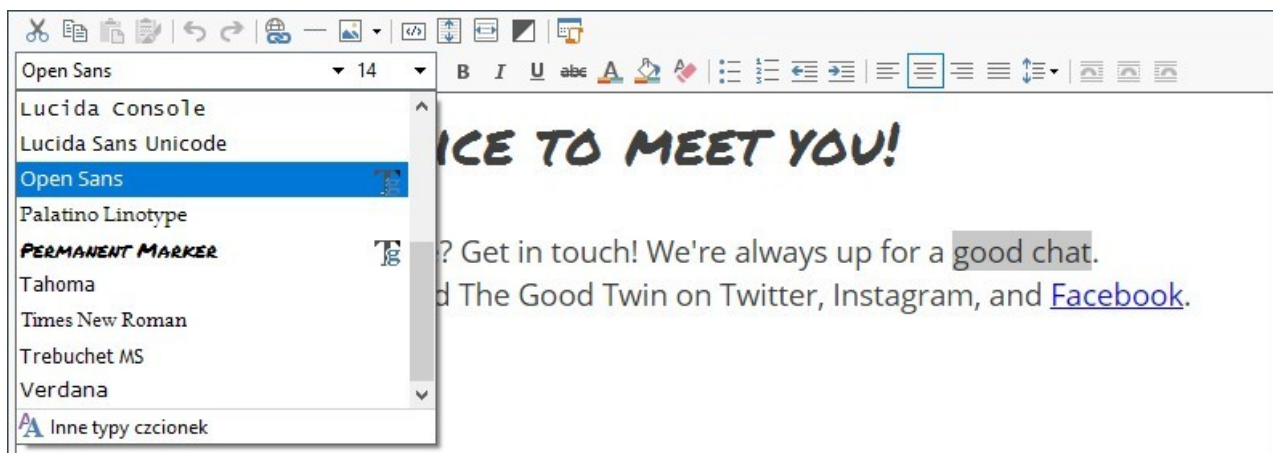 Open Sans 14 B I U abc A
Lucida Console
Lucida Sans Unicode
Open Sans
Palatino Linotype
PERMANENT MARKER
Tahoma
Times New Roman
Trebuchet MS
Verdana
Inne typy czcionek
ICE TO MEET YOU!
? Get in touch! We're always up for a good chat.
d The Good Twin on Twitter, Instagram, and Facebook.